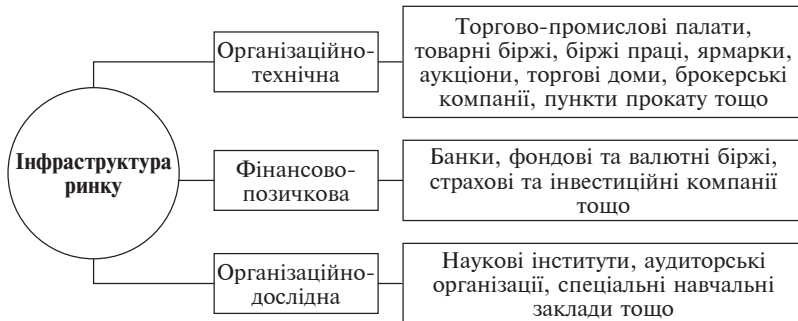 Інфраструктура
ринку
Організаційно-
технічна
Торгово-промислові палати,
товарні біржі, біржі праці, ярмарки,
аукціони, торгові доми, брокерські
компанії, пункти прокату тощо
Фінансово-
позичкова
Банки, фондові та валютні біржі,
страхові та інвестиційні компанії
тощо
Організаційно-
дослідна
Наукові інститути, аудиторські
організації, спеціальні навчальні
заклади тощо